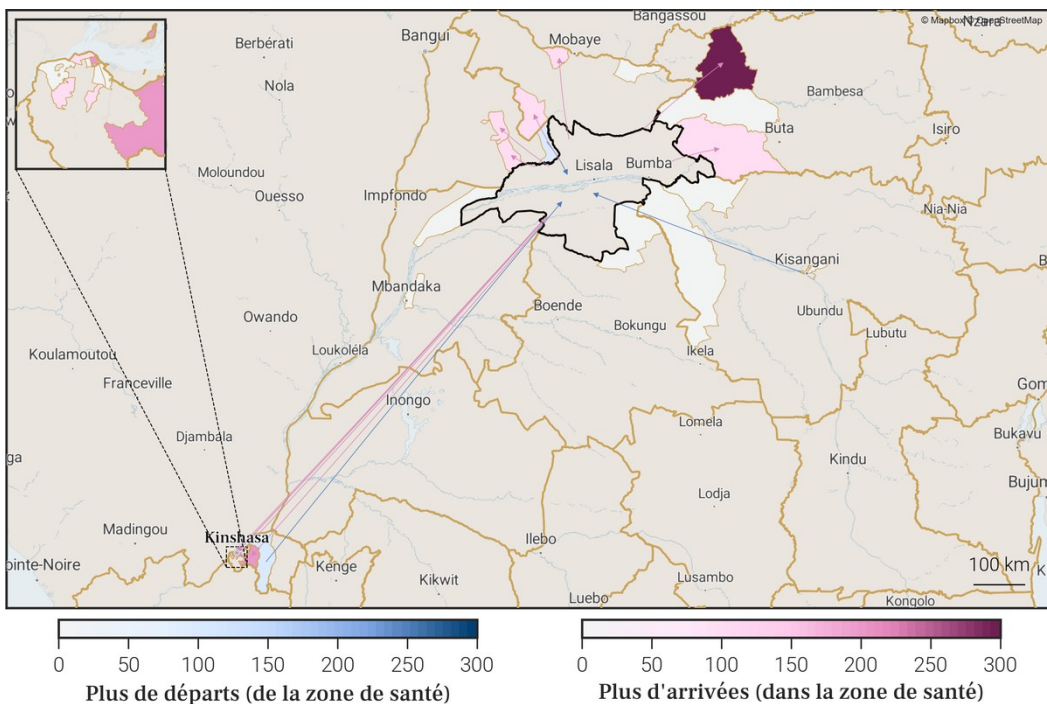 Bangassou
Nzara
© Mapbox © OpenStreetMap
Berbérati
Bangui
Mobaye
Nola
Bambesa
Buta
Isiro
Moloundou
Ouesso
Impfondo
Lisala
Bumba
Nia-Nia
Kisangani
Mbandaka
Boende
Ubundu
Owando
Bokungu
Lubutu
Koulamoutou
Loukoléla
Ikela
Franceville
Inongo
Gom
Djambala
Lomela
Bukavu
ga
Kindu
Lodja
Bujum
Madingou
Kinshasa
Ilebo
ointe-Noire
Kenge
Kikwit
Lusambo
100 km
Luebo
Kongolo
0 50 100 150 200 250 300
Plus de départs (de la zone de santé)
0 50 100 150 200 250 300
Plus d'arrivées (dans la zone de santé)